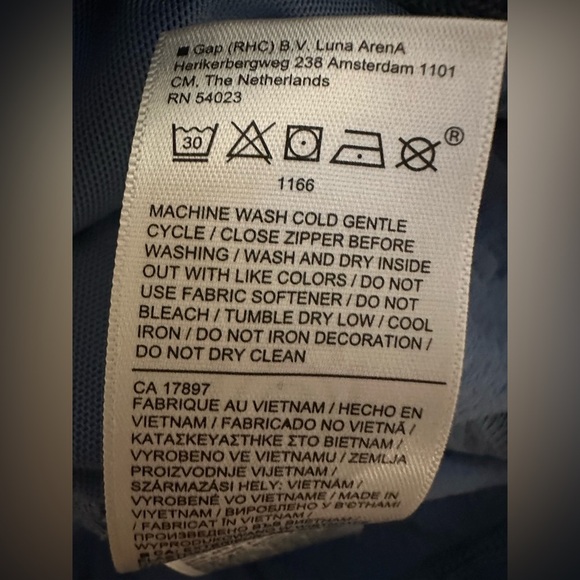 ■ Gap (RHC) B.V. Luna ArenA
Herikerbergweg 238 Amsterdam 1101
CM, The Netherlands
RN 54023
30
®
1166
MACHINE WASH COLD GENTLE
CYCLE / CLOSE ZIPPER BEFORE
WASHING / WASH AND DRY INSIDE
OUT WITH LIKE COLORS / DO NOT
USE FABRIC SOFTENER / DO NOT
BLEACH / TUMBLE DRY LOW / COOL
IRON / DO NOT IRON DECORATION /
DO NOT DRY CLEAN
CA 17897
FABRIQUE AU VIETNAM / HECHO EN
VIETNAM / FABRICADO NO VIETNÃ /
ΚΑΤΑΣΚΕΥΑΣΤΗΚΕ ΣΤΟ ΒΙΕΤΝΑΜ /
VYROBENO VE VIETNAMU / ZEMLJA
PROIZVODNJE VIJETNAM /
SZÁRMAZÁSI HELY: VIETNÁM /
VYROBENÉ VO VIETNAME / MADE IN
VIYETNAM / ВИРОБЛЕНО У В'ЄТНАМІ
/ FABRICAT ÎN VIETNAM /
ПРОИЗВЕДЕНО ВЪВ ВИЕТНАМ